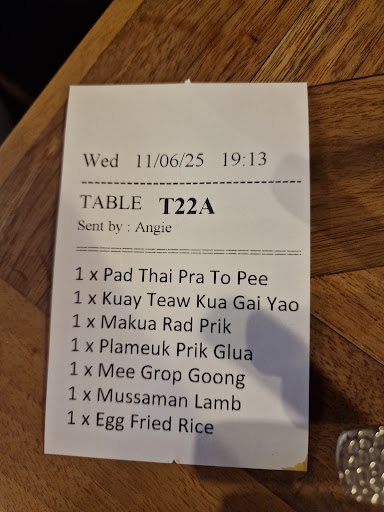 Wed 11/06/25 19:13
TABLE T22A
Sent by : Angie
1 x Pad Thai Pra To Pee
1 x Kuay Teaw Kua Gai Yao
1 x Makua Rad Prik
1 x Plameuk Prik Glua
1 x Mee Grop Goong
1 x Mussaman Lamb
1 x Egg Fried Rice